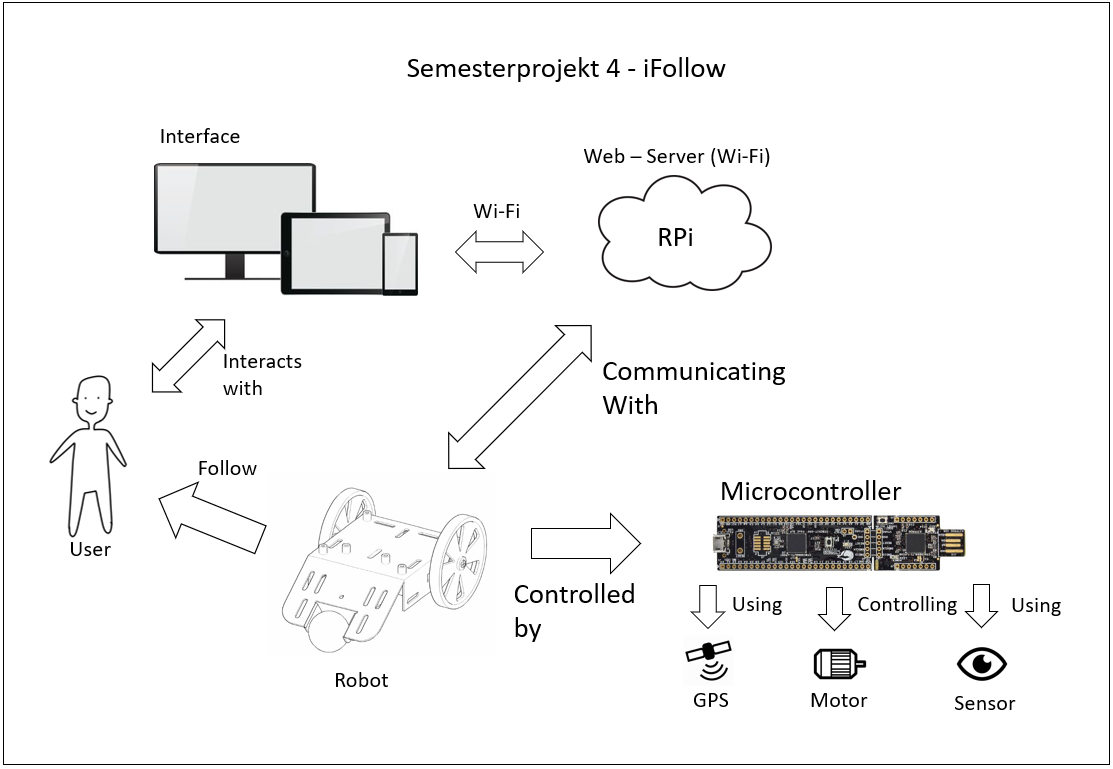 Semesterprojekt 4 - iFollow
Interface
Web – Server (Wi-Fi)
Wi-Fi
RPi
Interacts
with
Communicating
With
Follow
User
Robot
Controlled
by
Microcontroller
Using
Controlling
Using
GPS
Motor
Sensor